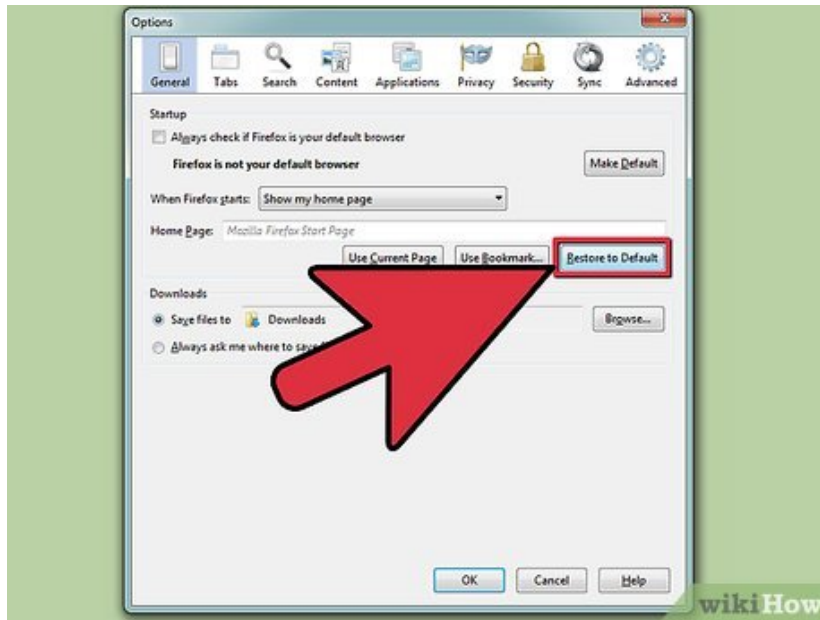 Options
General Tabs Search Content Applications Privacy Security Sync Advanced
Startup
Always check if Firefox is your default browser
Firefox is not your default browser
Make Default
When Firefox starts: Show my home page
Home Page: Mozilla Firefox Start Page
Use Current Page Use Bookmark... Restore to Default
Downloads
Save files to Downloads Browse...
Always ask me where to save
OK Cancel Help
wikiHow